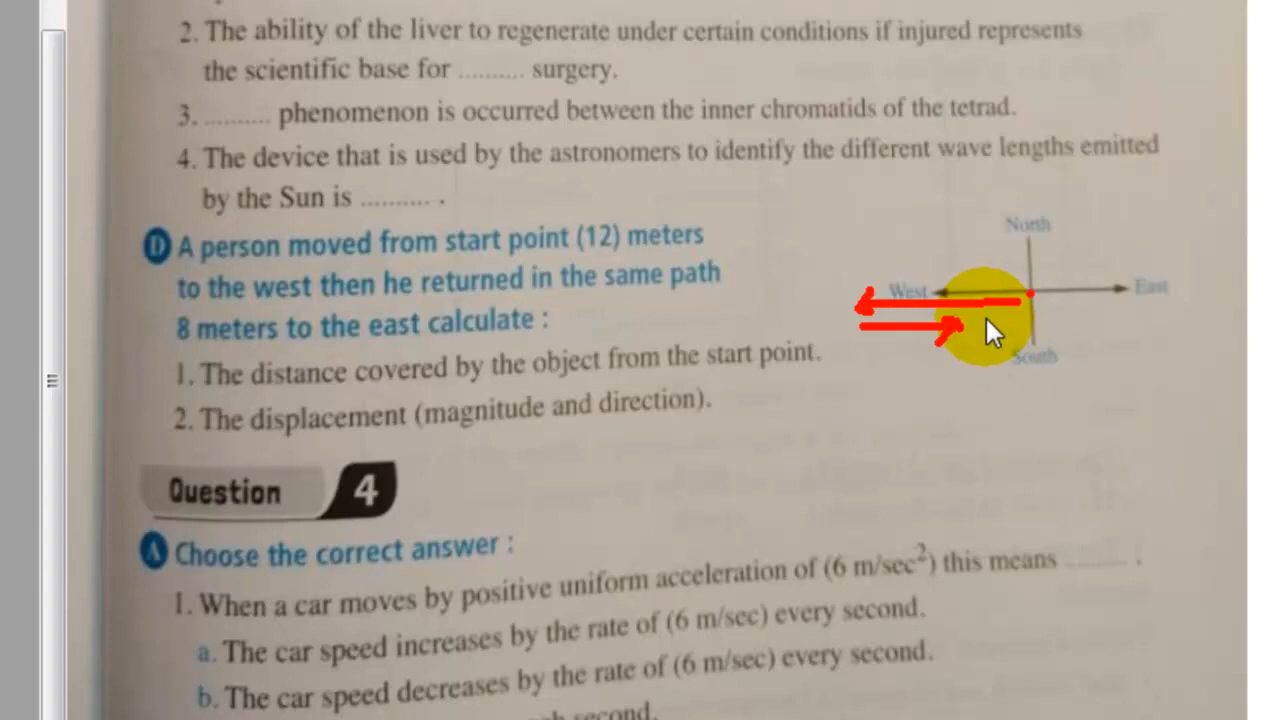 2. The ability of the liver to regenerate under certain conditions if injured represents
the scientific base for .......... surgery.
3. .......... phenomenon is occurred between the inner chromatids of the tetrad.
4. The device that is used by the astronomers to identify the different wave lengths emitted
by the Sun is .......... .
D A person moved from start point (12) meters
to the west then he returned in the same path
8 meters to the east calculate :
1. The distance covered by the object from the start point.
2. The displacement (magnitude and direction).
North
West
East
South
Question 4
A Choose the correct answer :
1. When a car moves by positive uniform acceleration of (6 m/sec²) this means .......... .
a. The car speed increases by the rate of (6 m/sec) every second.
b. The car speed decreases by the rate of (6 m/sec) every second.
second.